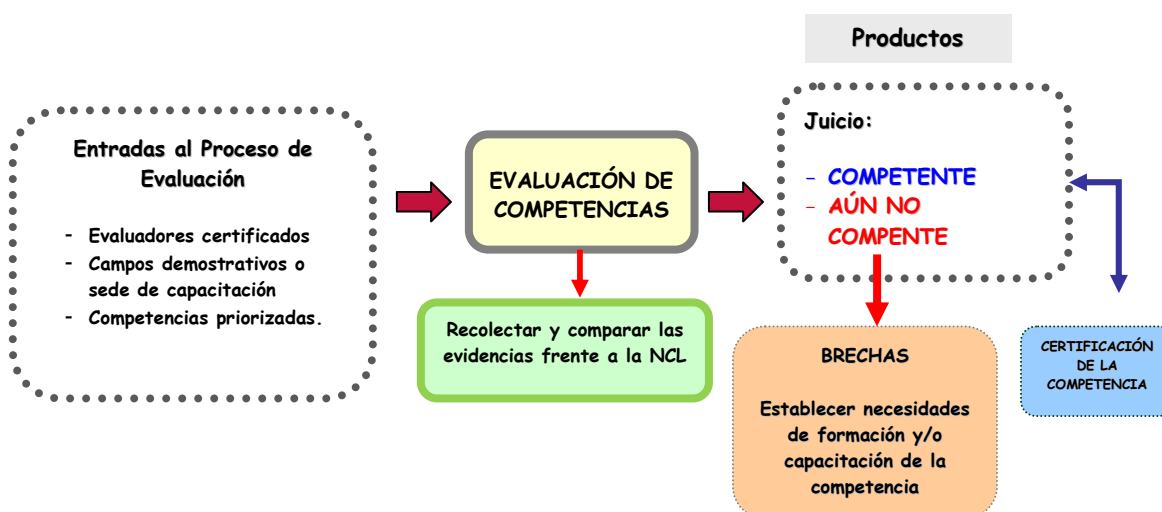 Productos
Entradas al Proceso de
Evaluación
- Evaluadores certificados
- Campos demostrativos o
sede de capacitación
- Competencias priorizadas.
EVALUACIÓN DE
COMPETENCIAS
Recolectar y comparar las
evidencias frente a la NCL
Juicio:
- COMPETENTE
- AÚN NO
COMPENTE
BRECHAS
Establecer necesidades
de formación y/o
capacitación de la
competencia
CERTIFICACIÓN
DE LA
COMPETENCIA